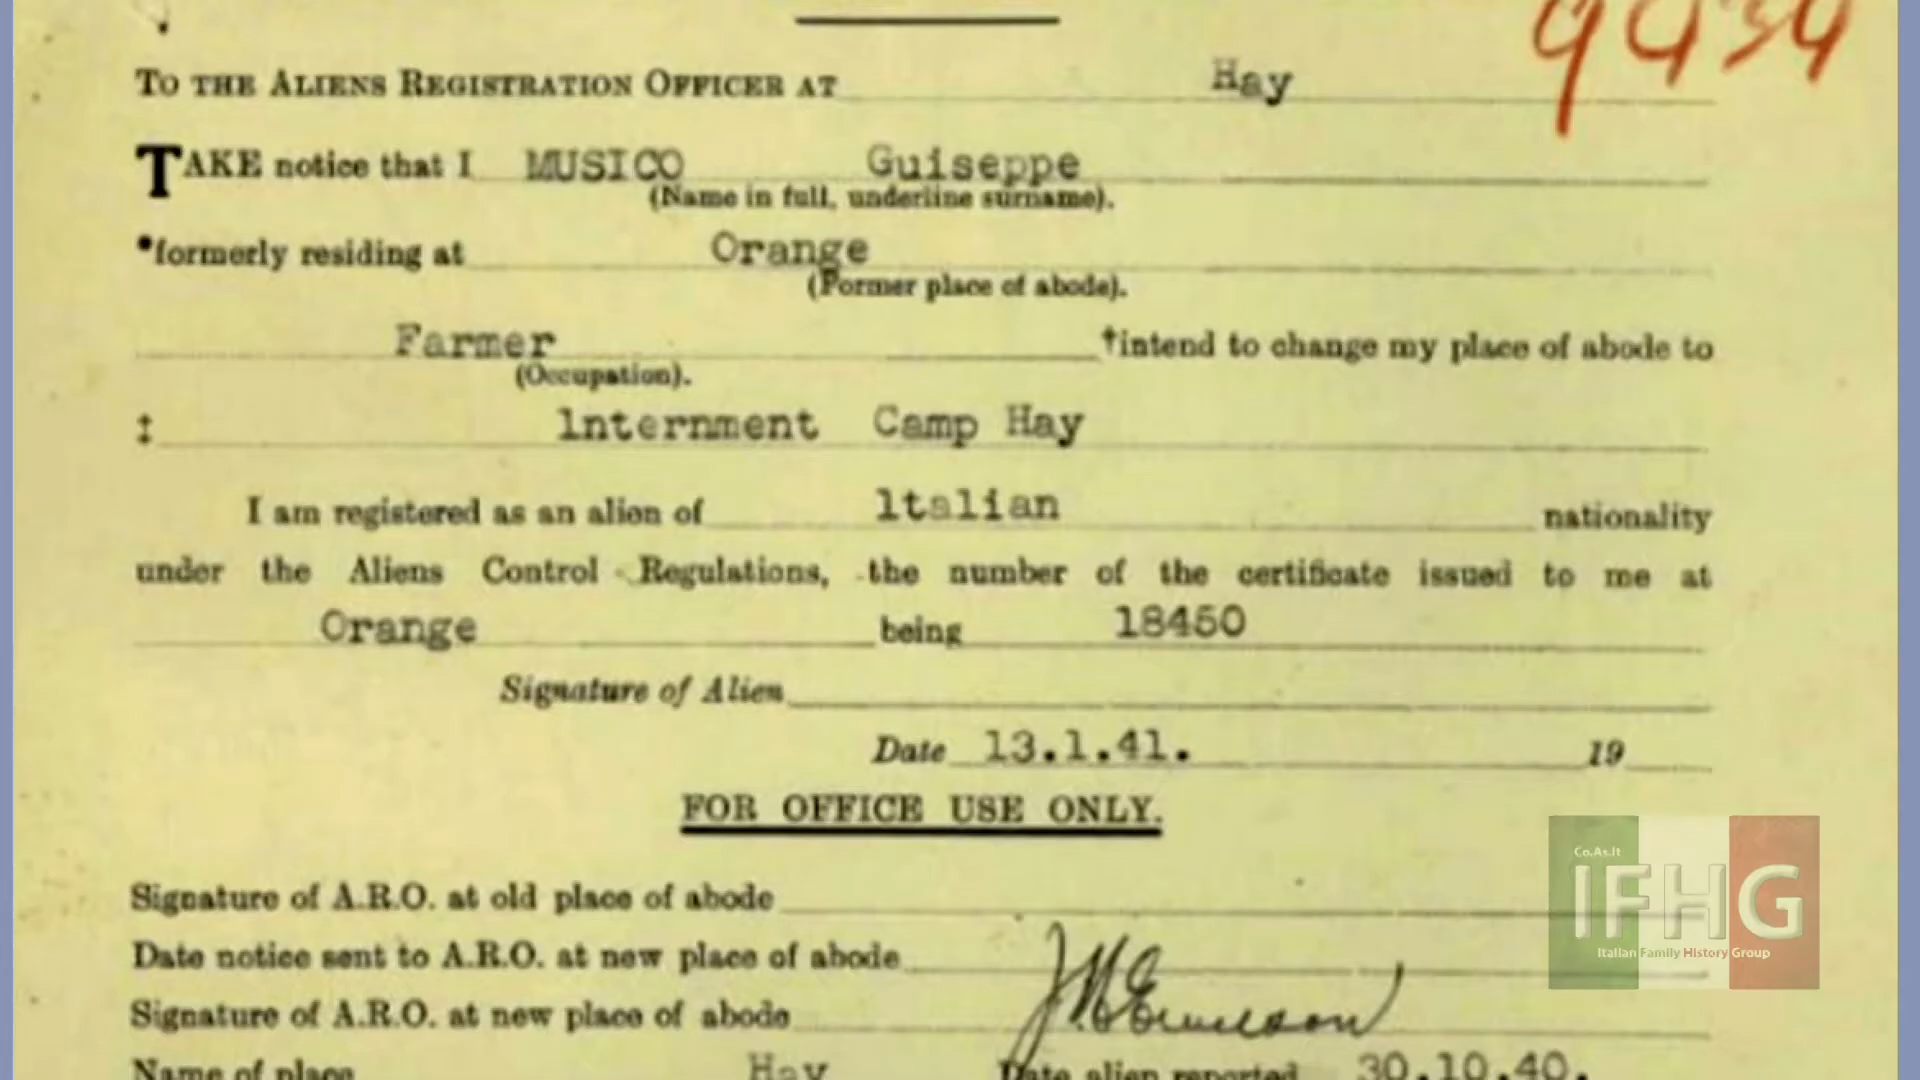 9434
TO THE ALIENS REGISTRATION OFFICER AT Hay
TAKE notice that I MUSICO Guiseppe
(Name in full, underline surname).
*formerly residing at Orange
(Former place of abode).
Farmer †intend to change my place of abode to
(Occupation).
‡ lnternment Camp Hay
I am registered as an alien of ltalian nationality
under the Aliens Control Regulations, the number of the certificate issued to me at
Orange being 18450
Signature of Alien
Date 13.1.41. 19
FOR OFFICE USE ONLY.
Signature of A.R.O. at old place of abode
Date notice sent to A.R.O. at new place of abode
Signature of A.R.O. at new place of abode
Name of place Hay Date alien reported 30.10.40.
Co.As.It
IFHG
Italian Family History Group